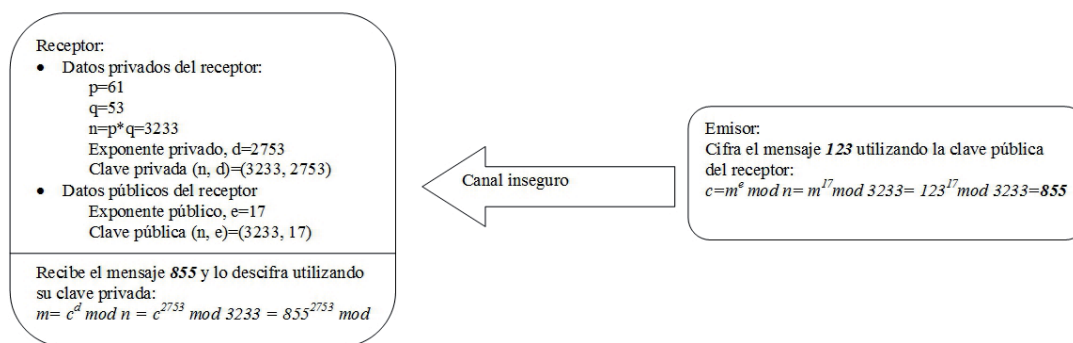 Receptor:
• Datos privados del receptor:
p=61
q=53
n=p*q=3233
Exponente privado, d=2753
Clave privada (n, d)=(3233, 2753)
• Datos públicos del receptor
Exponente público, e=17
Clave pública (n, e)=(3233, 17)
Recibe el mensaje 855 y lo descifra utilizando
su clave privada:
m= c^d mod n = c^2753 mod 3233 = 855^2753 mod
Canal inseguro
Emisor:
Cifra el mensaje 123 utilizando la clave pública
del receptor:
c=m^e mod n= m^17 mod 3233= 123^17 mod 3233=855